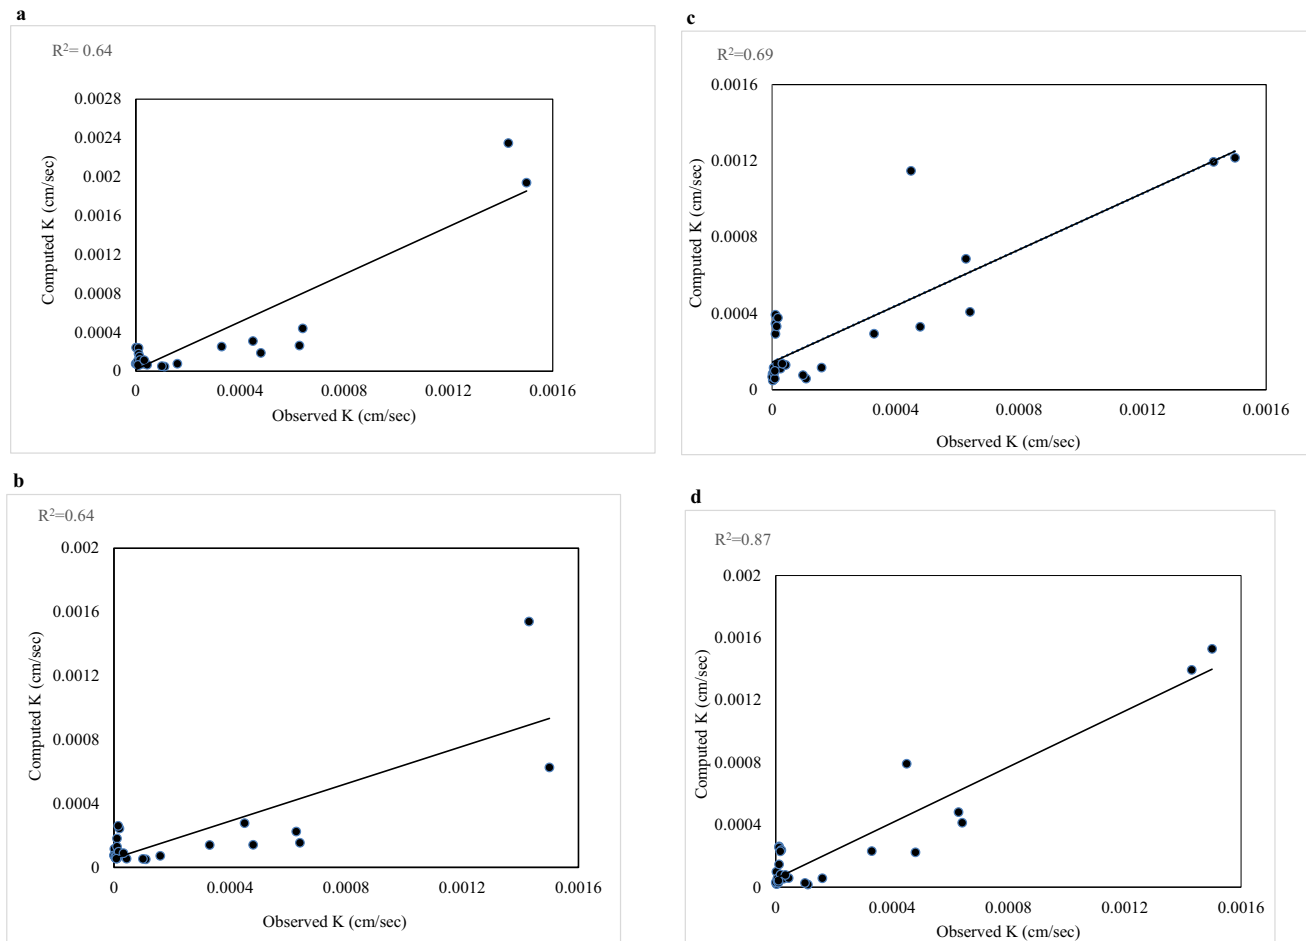 a
R²= 0.64
0.0028
0.0024
0.002
0.0016
0.0012
0.0008
0.0004
0
Computed K (cm/sec)
0 0.0004 0.0008 0.0012 0.0016
Observed K (cm/sec)
c
R²=0.69
0.0016
0.0012
0.0008
0.0004
0
Computed K (cm/sec)
0 0.0004 0.0008 0.0012 0.0016
Observed K (cm/sec)
b
R²=0.64
0.002
0.0016
0.0012
0.0008
0.0004
0
Computed K (cm/sec)
0 0.0004 0.0008 0.0012 0.0016
Observed K (cm/sec)
d
R²=0.87
0.002
0.0016
0.0012
0.0008
0.0004
0
Computed K (cm/sec)
0 0.0004 0.0008 0.0012 0.0016
Observed K (cm/sec)